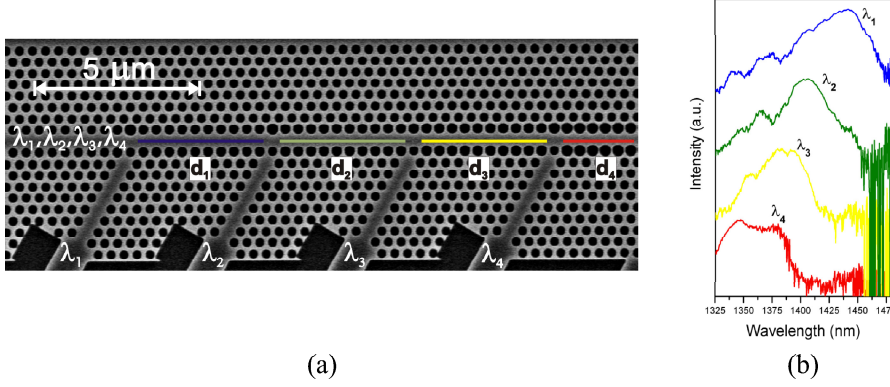 5 μm
λ1,λ2,λ3,λ4
d1 d2 d3 d4
λ1 λ2 λ3 λ4
(a)
(b)
Intensity (a.u.)
λ1
λ2
λ3
λ4
1325 1350 1375 1400 1425 1450
Wavelength (nm)